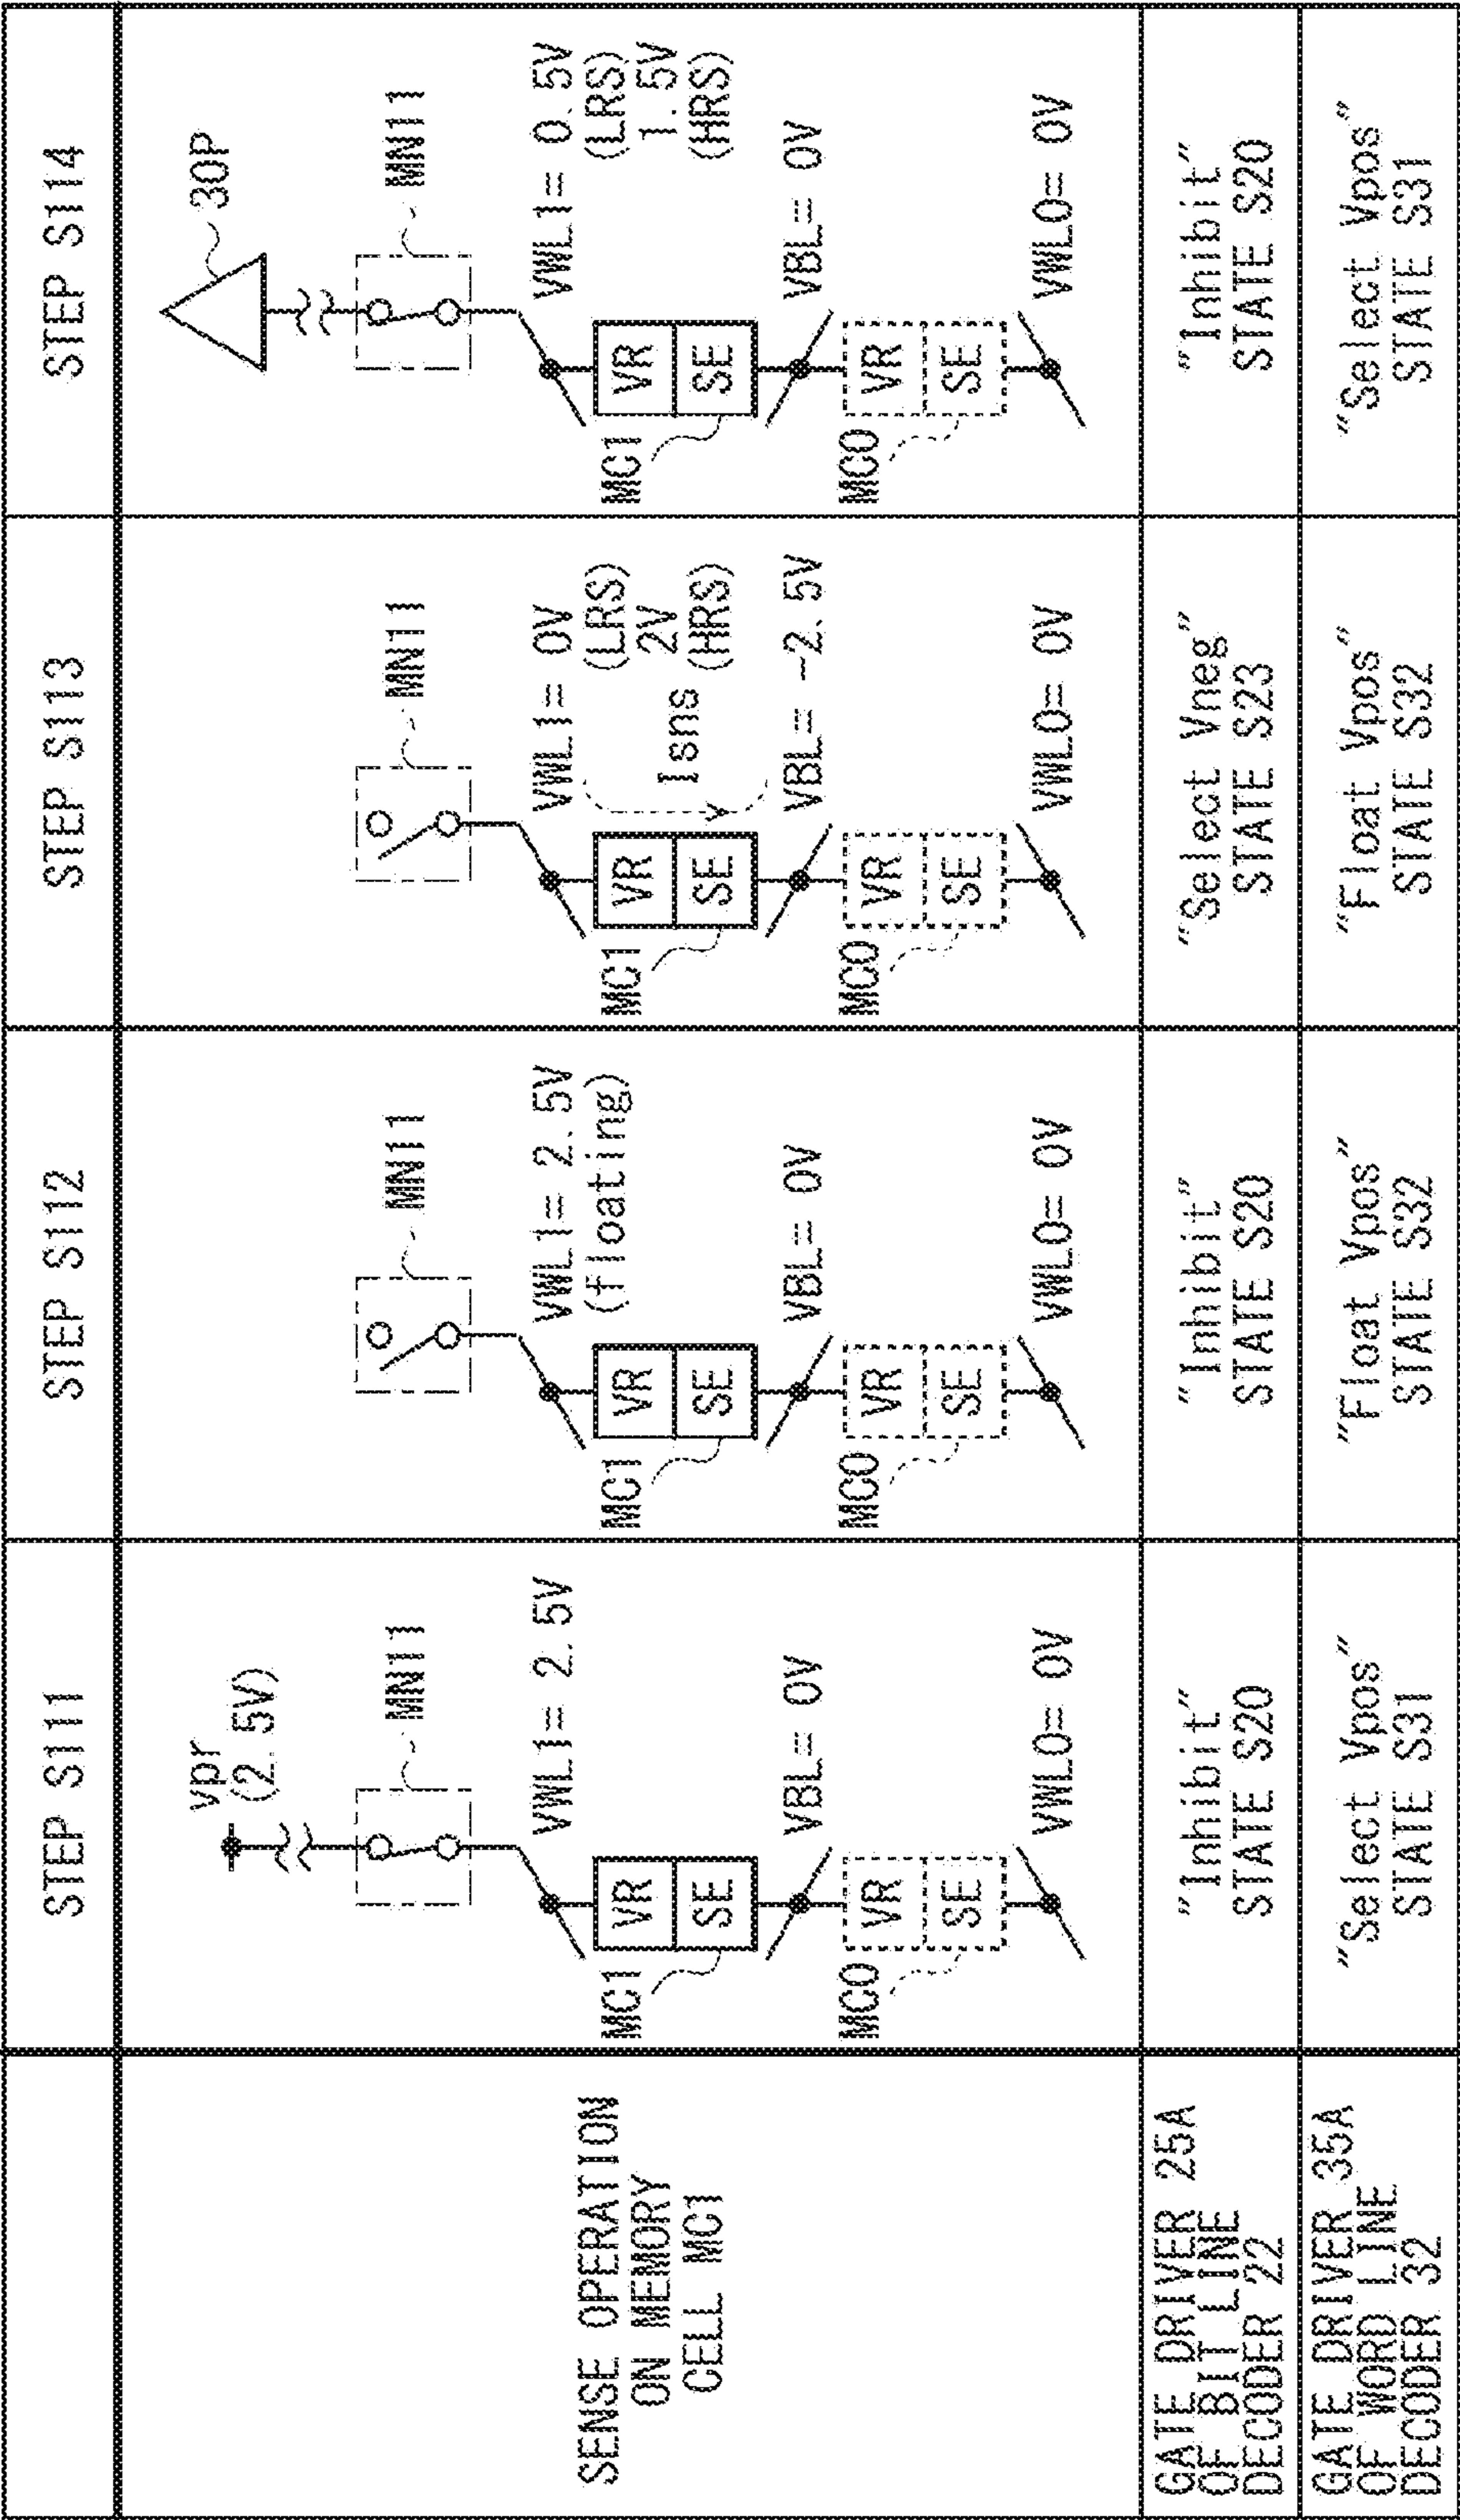 STEP S111
STEP S112
STEP S113
STEP S114
SENSE OPERATION
ON MEMORY
CELL MC1
vpr
(2. 5V)
MN11
VWL1= 2. 5V
MC1
VR
SE
VBL= 0V
MC0
VR
SE
VWL0= 0V
MN11
VWL1= 2. 5V
(floating)
MC1
VR
SE
VBL= 0V
MC0
VR
SE
VWL0= 0V
MN11
VWL1= 0V
(LRS)
2V
(HRS)
Isns
MC1
VR
SE
VBL= -2. 5V
MC0
VR
SE
VWL0= 0V
30P
MN11
VWL1= 0. 5V
(LRS)
1. 5V
(HRS)
MC1
VR
SE
VBL= 0V
MC0
VR
SE
VWL0= 0V
GATE DRIVER 25A
OF BIT LINE
DECODER 22
"Inhibit"
STATE S20
"Inhibit"
STATE S20
"Select Vneg"
STATE S23
"Inhibit"
STATE S20
GATE DRIVER 35A
OF WORD LINE
DECODER 32
"Select Vpos"
STATE S31
"Float Vpos"
STATE S32
"Float Vpos"
STATE S32
"Select Vpos"
STATE S31